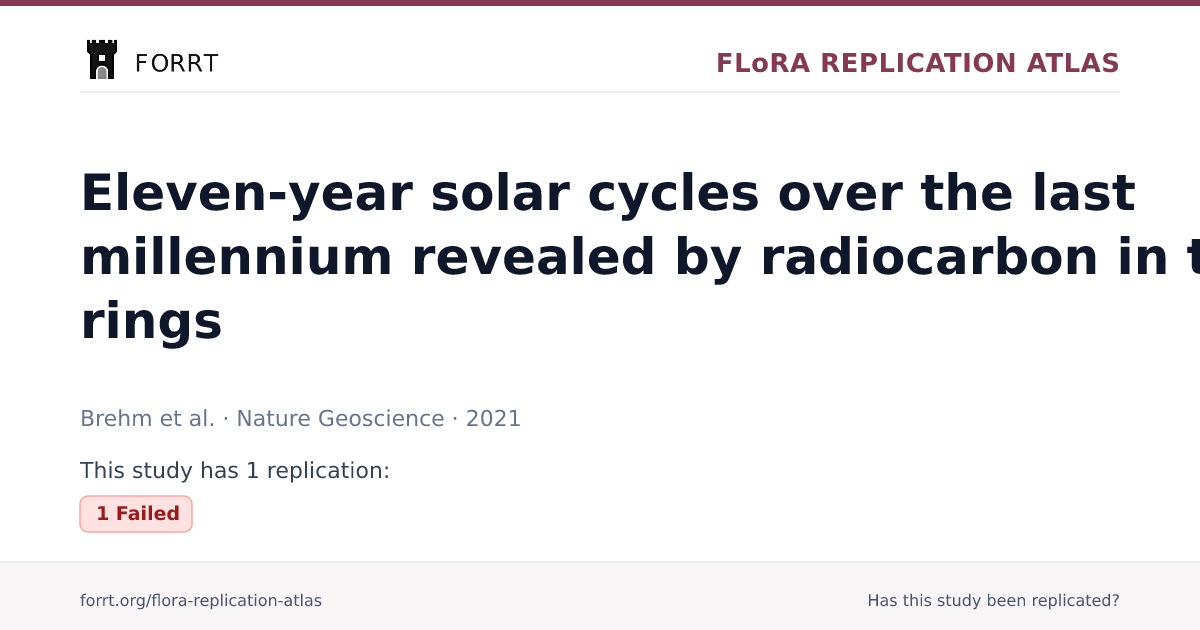 FORRT
FLoRA REPLICATION ATLAS
Eleven-year solar cycles over the last
millennium revealed by radiocarbon in t
rings
Brehm et al. · Nature Geoscience · 2021
This study has 1 replication:
1 Failed
forrt.org/flora-replication-atlas
Has this study been replicated?